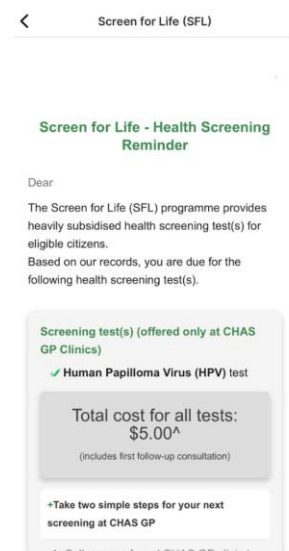 Screen for Life (SFL)
Screen for Life - Health Screening
Reminder
Dear
The Screen for Life (SFL) programme provides
heavily subsidised health screening test(s) for
eligible citizens.
Based on our records, you are due for the
following health screening test(s).
Screening test(s) (offered only at CHAS
GP Clinics)
✓ Human Papilloma Virus (HPV) test
Total cost for all tests:
$5.00^
(includes first follow-up consultation)
+Take two simple steps for your next
screening at CHAS GP